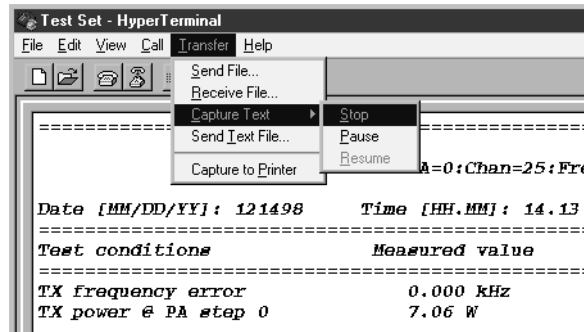 Test Set - HyperTerminal
File Edit View Call Transfer Help
Send File...
Receive File...
Capture Text
Send Text File...
Capture to Printer
Stop
Pause
Resume
==========================
A=0:Chan=25:Fre
Date [MM/DD/YY]: 121498 Time [HH.MM]: 14.13
==========================
Test conditions Measured value
==========================
TX frequency error 0.000 kHz
TX power @ PA step 0 7.06 W